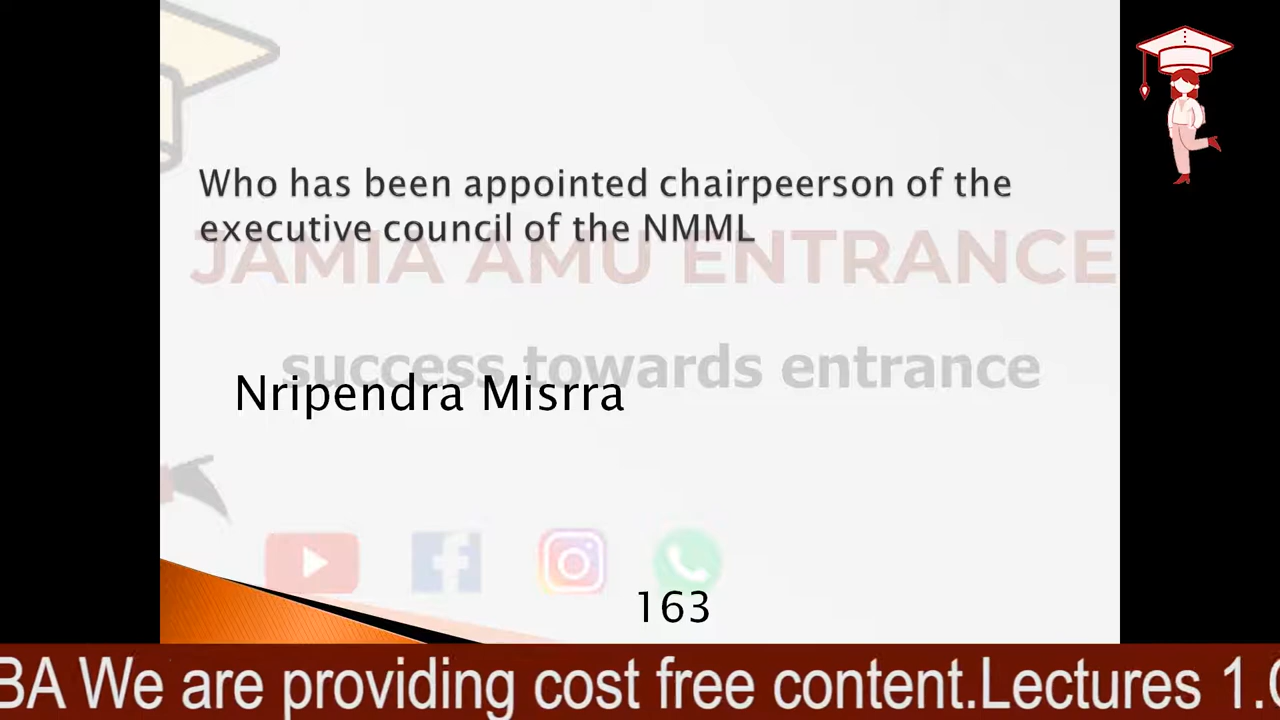 Who has been appointed chairpeerson of the
executive council of the NMML
JAMIA AMU ENTRANCE
success towards entrance
Nripendra Misrra
163
BA We are providing cost free content.Lectures 1.